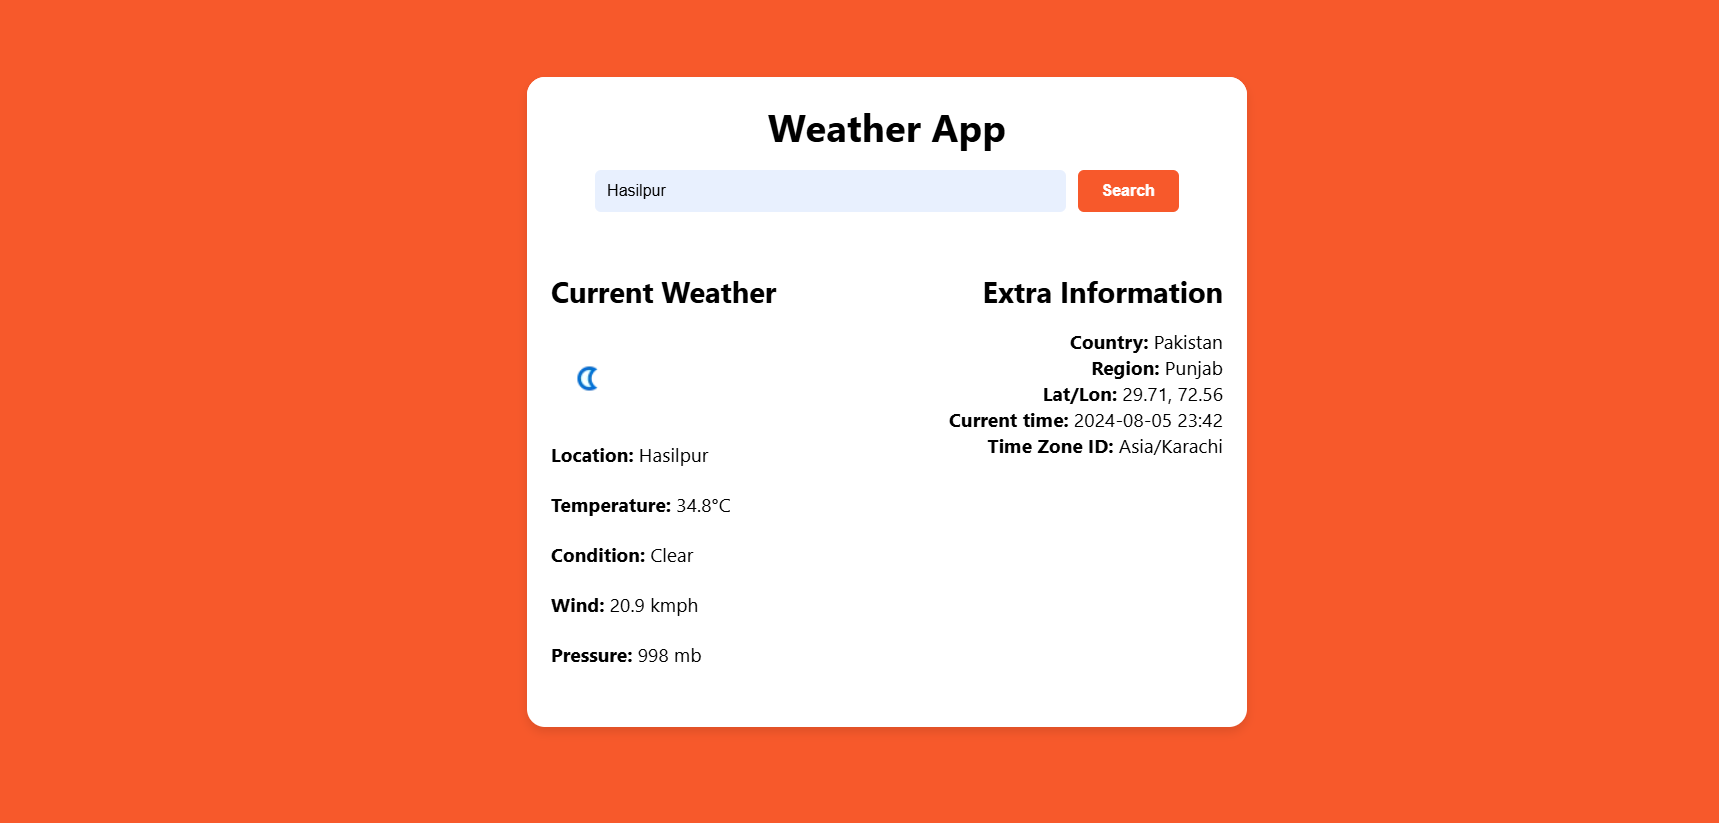 Weather App
Hasilpur
Search
Current Weather
Location: Hasilpur
Temperature: 34.8°C
Condition: Clear
Wind: 20.9 kmph
Pressure: 998 mb
Extra Information
Country: Pakistan
Region: Punjab
Lat/Lon: 29.71, 72.56
Current time: 2024-08-05 23:42
Time Zone ID: Asia/Karachi